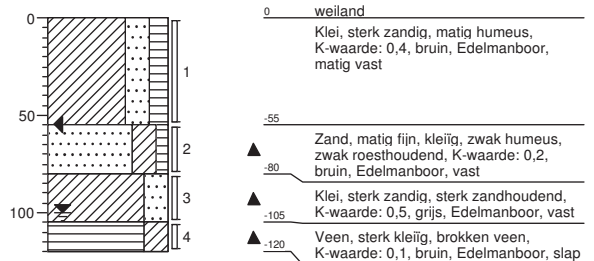 0
50
100
1
2
3
4
0 weiland
Klei, sterk zandig, matig humeus,
K-waarde: 0,4, bruin, Edelmanboor,
matig vast
-55
Zand, matig fijn, kleiïg, zwak humeus,
zwak roesthoudend, K-waarde: 0,2,
bruin, Edelmanboor, vast
-80
Klei, sterk zandig, sterk zandhoudend,
K-waarde: 0,5, grijs, Edelmanboor, vast
-105
Veen, sterk kleiïg, brokken veen,
K-waarde: 0,1, bruin, Edelmanboor, slap
-120